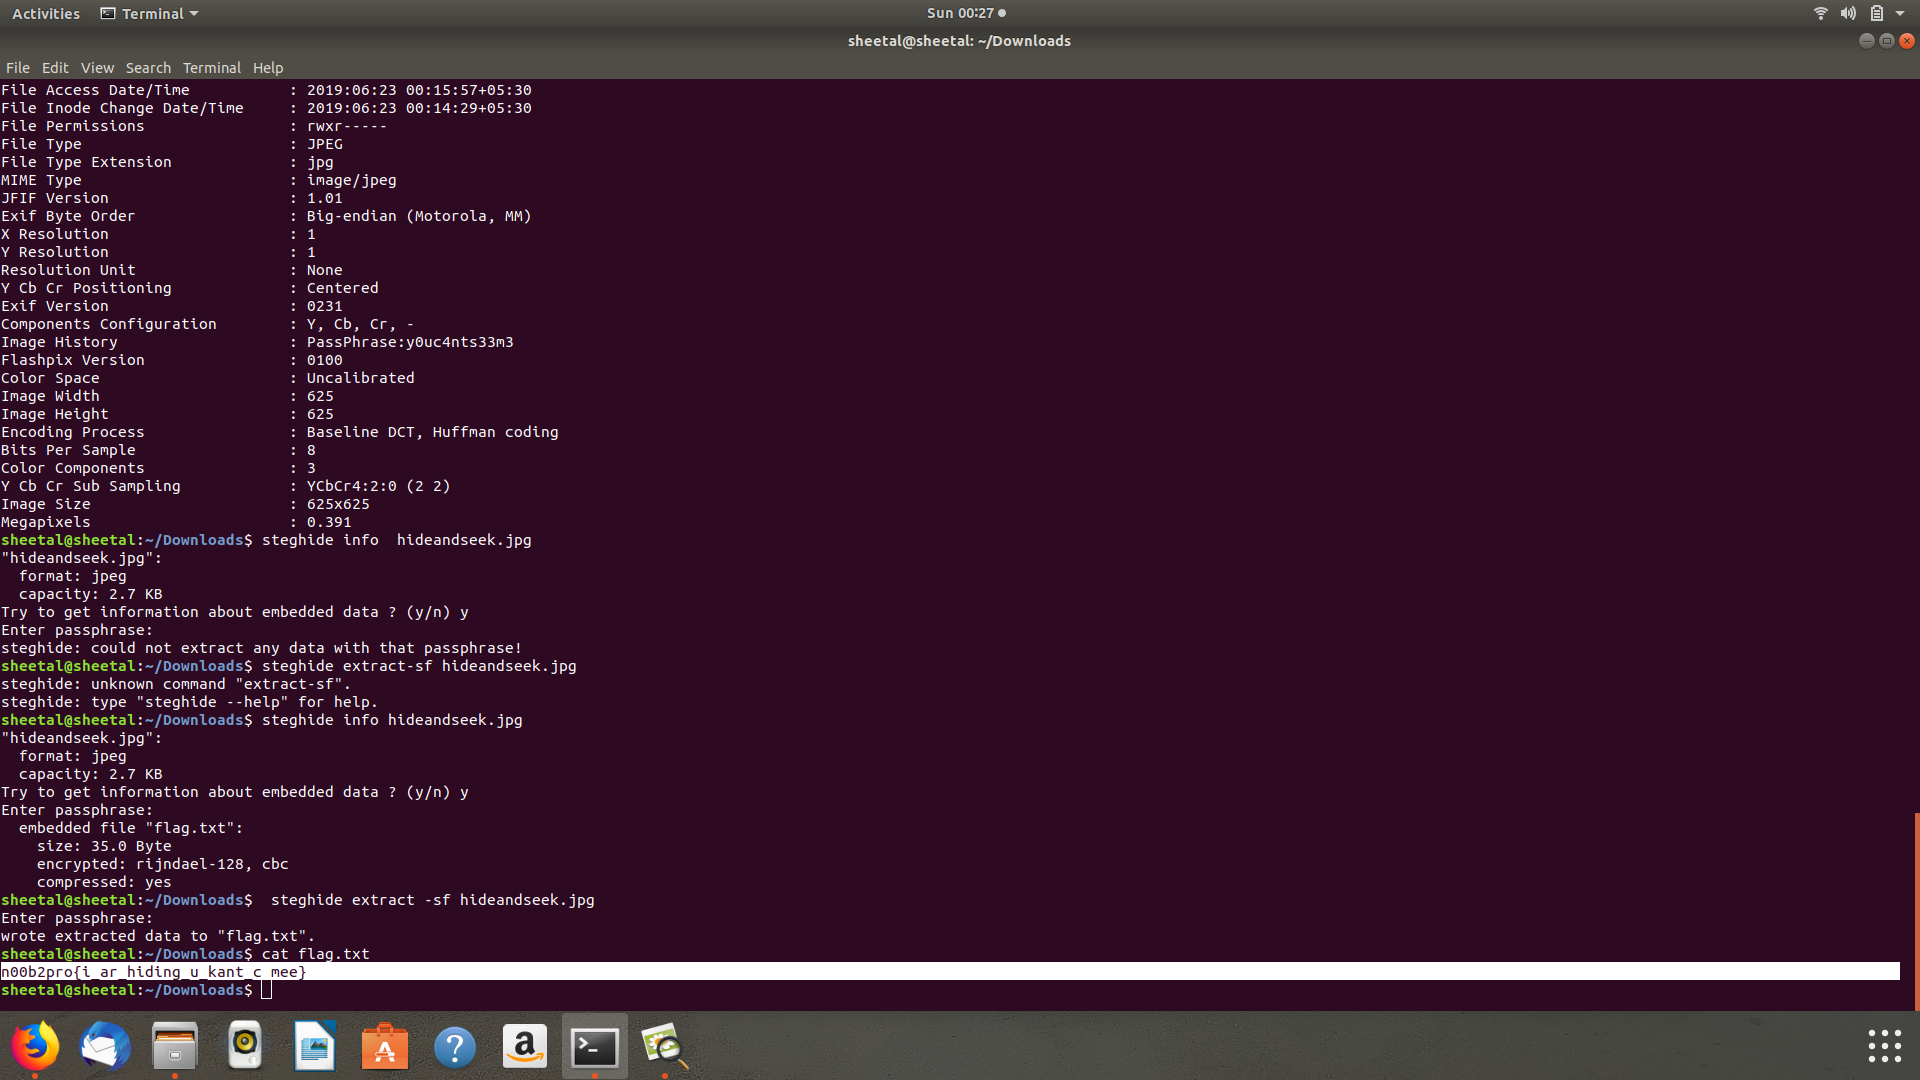 Activities Terminal Sun 00:27
sheetal@sheetal: ~/Downloads
File Edit View Search Terminal Help
File Access Date/Time : 2019:06:23 00:15:57+05:30
File Inode Change Date/Time : 2019:06:23 00:14:29+05:30
File Permissions : rwxr-----
File Type : JPEG
File Type Extension : jpg
MIME Type : image/jpeg
JFIF Version : 1.01
Exif Byte Order : Big-endian (Motorola, MM)
X Resolution : 1
Y Resolution : 1
Resolution Unit : None
Y Cb Cr Positioning : Centered
Exif Version : 0231
Components Configuration : Y, Cb, Cr, -
Image History : PassPhrase:y0uc4nts33m3
Flashpix Version : 0100
Color Space : Uncalibrated
Image Width : 625
Image Height : 625
Encoding Process : Baseline DCT, Huffman coding
Bits Per Sample : 8
Color Components : 3
Y Cb Cr Sub Sampling : YCbCr4:2:0 (2 2)
Image Size : 625x625
Megapixels : 0.391
sheetal@sheetal:~/Downloads$ steghide info  hideandseek.jpg
"hideandseek.jpg":
  format: jpeg
  capacity: 2.7 KB
Try to get information about embedded data ? (y/n) y
Enter passphrase:
steghide: could not extract any data with that passphrase!
sheetal@sheetal:~/Downloads$ steghide extract-sf hideandseek.jpg
steghide: unknown command "extract-sf".
steghide: type "steghide --help" for help.
sheetal@sheetal:~/Downloads$ steghide info hideandseek.jpg
"hideandseek.jpg":
  format: jpeg
  capacity: 2.7 KB
Try to get information about embedded data ? (y/n) y
Enter passphrase:
  embedded file "flag.txt":
    size: 35.0 Byte
    encrypted: rijndael-128, cbc
    compressed: yes
sheetal@sheetal:~/Downloads$  steghide extract -sf hideandseek.jpg
Enter passphrase:
wrote extracted data to "flag.txt".
sheetal@sheetal:~/Downloads$ cat flag.txt
n00b2pro{i_ar_hiding_u_kant_c_mee}
sheetal@sheetal:~/Downloads$